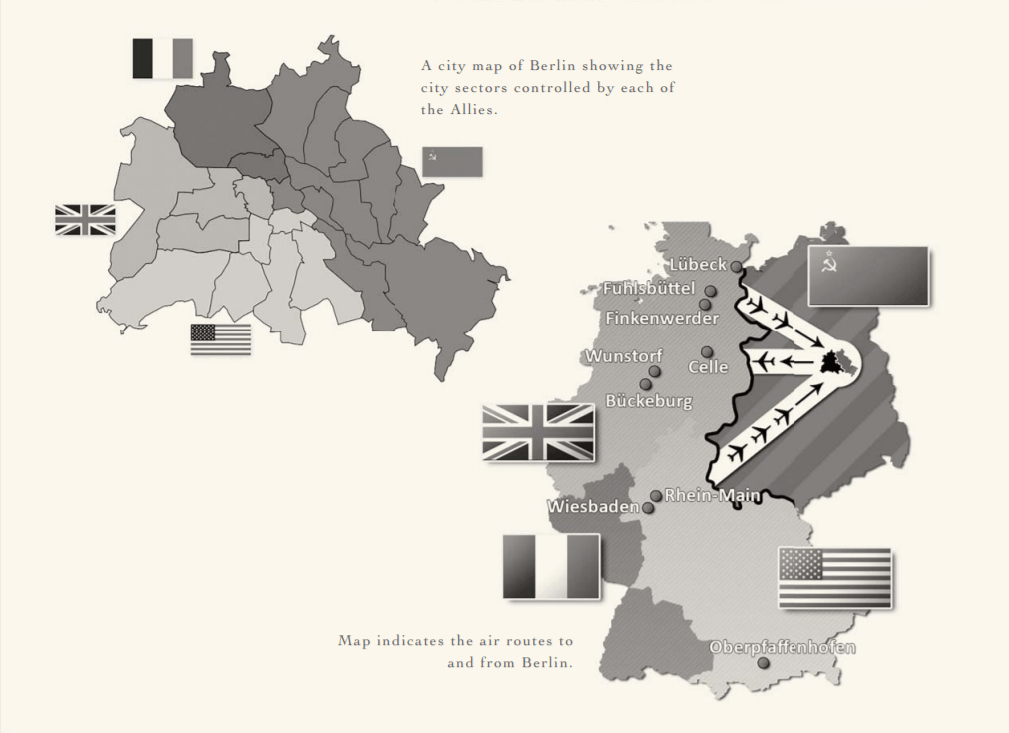 A city map of Berlin showing the
city sectors controlled by each of
the Allies.
Lübeck
Fuhlsbüttel
Finkenwerder
Wunstorf
Celle
Bückeburg
Rhein-Main
Wiesbaden
Map indicates the air routes to
and from Berlin.
Oberpfaffenhofen